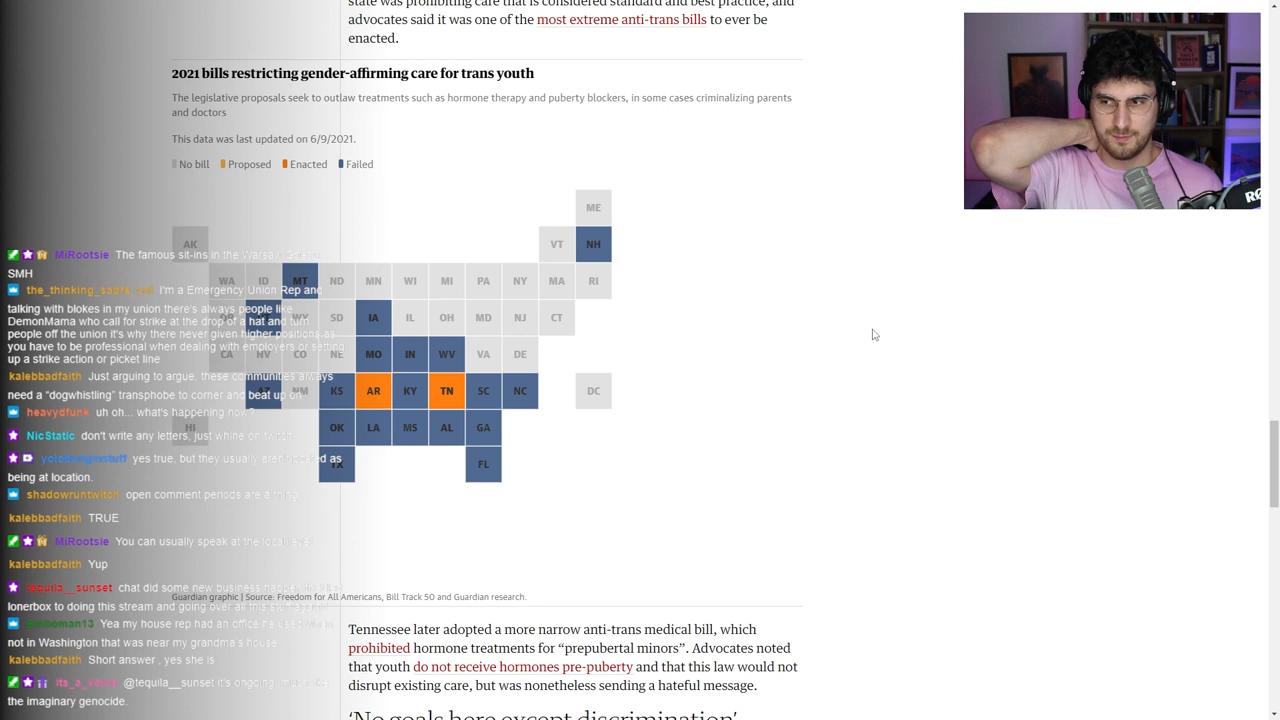 state was prohibiting care that is considered standard and best practice, and
advocates said it was one of the most extreme anti-trans bills to ever be
enacted.
2021 bills restricting gender-affirming care for trans youth
The legislative proposals seek to outlaw treatments such as hormone therapy and puberty blockers, in some cases criminalizing parents
and doctors
This data was last updated on 6/9/2021.
No bill Proposed Enacted Failed
ME
AK VT NH
WA ID MT ND MN WI MI PA NY MA RI
WY SD IA IL OH MD NJ CT
CA NV CO NE MO IN WV VA DE
AZ NM KS AR KY TN SC NC DC
HI OK LA MS AL GA
TX FL
Guardian graphic | Source: Freedom for All Americans, Bill Track 50 and Guardian research.
Tennessee later adopted a more narrow anti-trans medical bill, which
prohibited hormone treatments for “prepubertal minors”. Advocates noted
that youth do not receive hormones pre-puberty and that this law would not
disrupt existing care, but was nonetheless sending a hateful message.
‘No goals here except discrimination’
MiRootsie The famous sit-ins in the Warsaw
SMH
I'm a Emergency Union Rep and
talking with blokes in my union there's always people like
DemonMama who call for strike at the drop of a hat and turn
people off the union it's why there never given higher positions as
you have to be professional when dealing with employers or setting
up a strike action or picket line
kalebbadfaith Just arguing to argue, these communities always
need a "dogwhistling" transphobe to corner and beat up on
heavydfunk uh oh... what's happening now?
NicStatic don't write any letters, just whine on twitch
yes true, but they usually aren't as
being at location.
shadowruntwitch open comment periods are a thing
kalebbadfaith TRUE
MiRootsie You can usually speak at the local level
kalebbadfaith Yup
tequila__sunset chat did some new business
lonerbox to doing this stream and going over all this
Yea my house rep had an office he
not in Washington that was near my grandma's house
kalebbadfaith Short answer , yes she is
@tequila__sunset it's ongoing
the imaginary genocide.